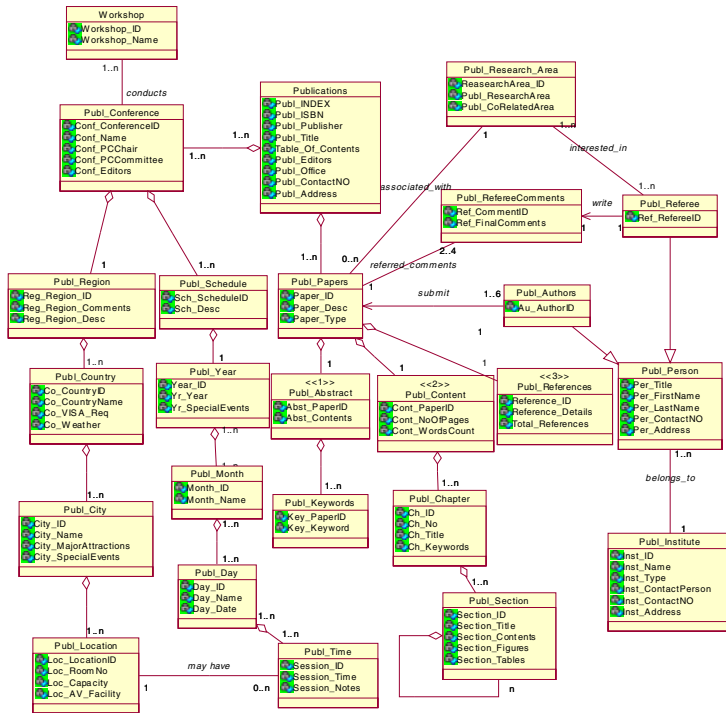 Workshop
Workshop_ID
Workshop_Name
1..n
conducts
Publ_Conference
Conf_ConferenceID
Conf_Name
Conf_PCChair
Conf_PCCommittee
Conf_Editors
1..n
1..n
Publications
Publ_INDEX
Publ_ISBN
Publ_Publisher
Publ_Title
Table_Of_Contents
Publ_Editors
Publ_Office
Publ_ContactNO
Publ_Address
Publ_Research_Area
ReasearchArea_ID
Publ_ResearchArea
Publ_CoRelatedArea
1
1..n
interested_in
1..n
associated_with
0..n
Publ_RefereeComments
Ref_CommentID
Ref_FinalComments
write
1
1
Publ_Referee
Ref_RefereeID
2..4
referred_comments
1
1..n
Publ_Region
Reg_Region_ID
Reg_Region_Comments
Reg_Region_Desc
1
Publ_Schedule
Sch_ScheduleID
Sch_Desc
1..n
Publ_Papers
Paper_ID
Paper_Desc
Paper_Type
submit
1..6
Publ_Authors
Au_AuthorID
Publ_Country
Co_CountryID
Co_CountryName
Co_VISA_Req
Co_Weather
1..n
Publ_Year
Year_ID
Yr_Year
Yr_SpecialEvents
1
<<1>>
Publ_Abstract
Abst_PaperID
Abst_Contents
1
<<2>>
Publ_Content
Cont_PaperID
Cont_NoOfPages
Cont_WordsCount
1
<<3>>
Publ_References
Reference_ID
Reference_Details
Total_References
1
1
Publ_Person
Per_Title
Per_FirstName
Per_LastName
Per_ContactNO
Per_Address
1..n
belongs_to
1
1..n
1..n
Publ_Month
Month_ID
Month_Name
1..n
Publ_City
City_ID
City_Name
City_MajorAttractions
City_SpecialEvents
1..n
Publ_Keywords
Key_PaperID
Key_Keyword
1..n
Publ_Chapter
Ch_ID
Ch_No
Ch_Title
Ch_Keywords
1..n
Publ_Institute
Inst_ID
Inst_Name
Inst_Type
Inst_ContactPerson
Inst_ContactNO
Inst_Address
Publ_Day
Day_ID
Day_Name
Day_Date
1..n
1..n
1..n
Publ_Section
Section_ID
Section_Title
Section_Contents
Section_Figures
Section_Tables
1..n
n
Publ_Location
Loc_LocationID
Loc_RoomNo
Loc_Capacity
Loc_AV_Facility
1..n
may have
1
0..n
Publ_Time
Session_ID
Session_Time
Session_Notes